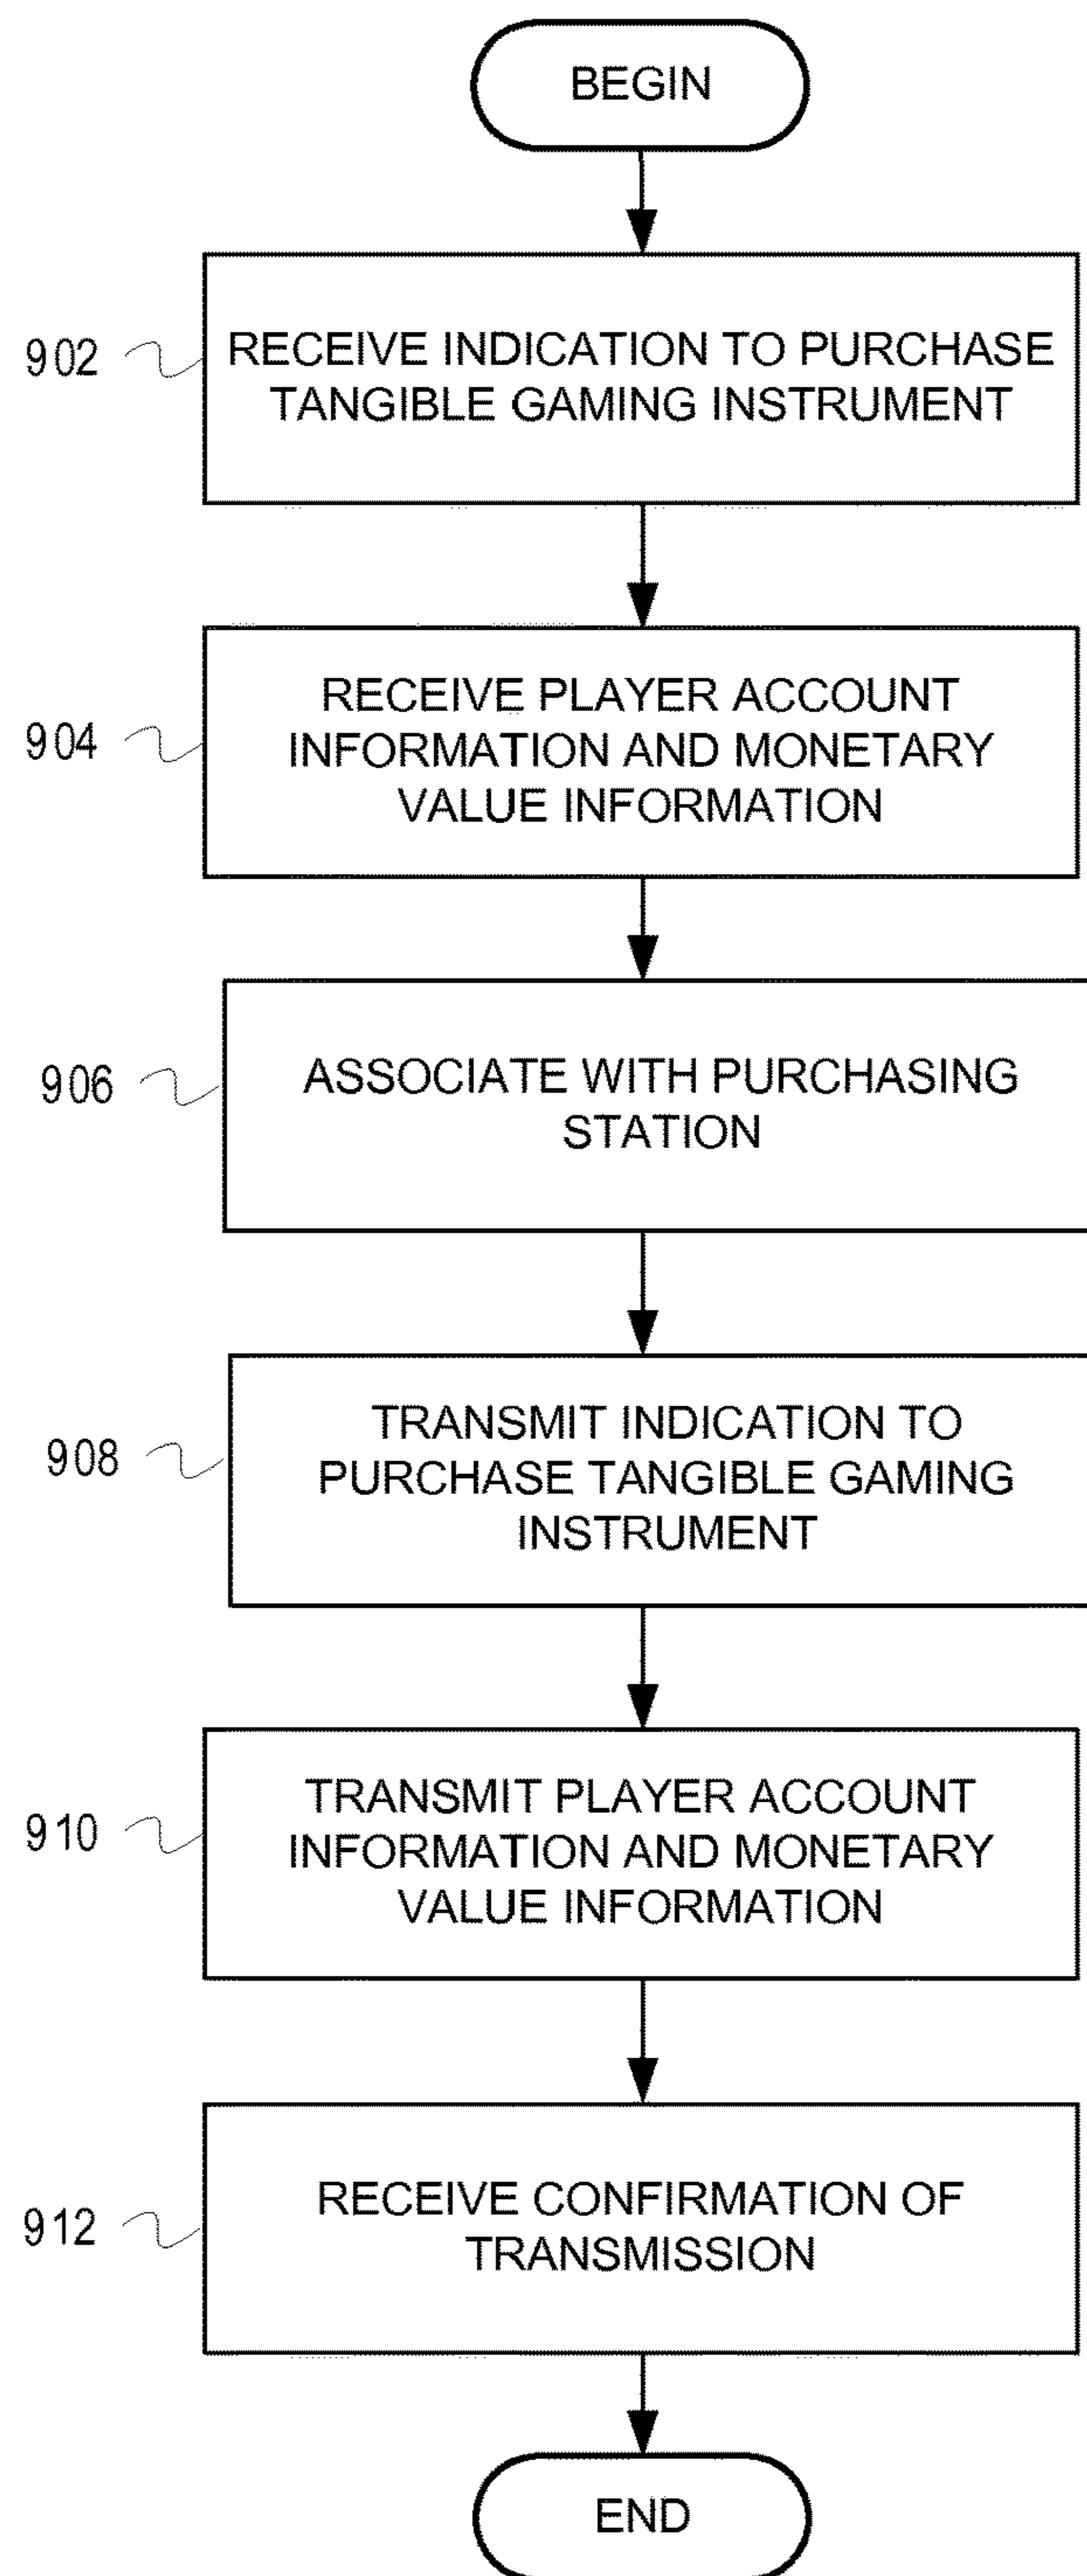 BEGIN
902
RECEIVE INDICATION TO PURCHASE
TANGIBLE GAMING INSTRUMENT
904
RECEIVE PLAYER ACCOUNT
INFORMATION AND MONETARY
VALUE INFORMATION
906
ASSOCIATE WITH PURCHASING
STATION
908
TRANSMIT INDICATION TO
PURCHASE TANGIBLE GAMING
INSTRUMENT
910
TRANSMIT PLAYER ACCOUNT
INFORMATION AND MONETARY
VALUE INFORMATION
912
RECEIVE CONFIRMATION OF
TRANSMISSION
END